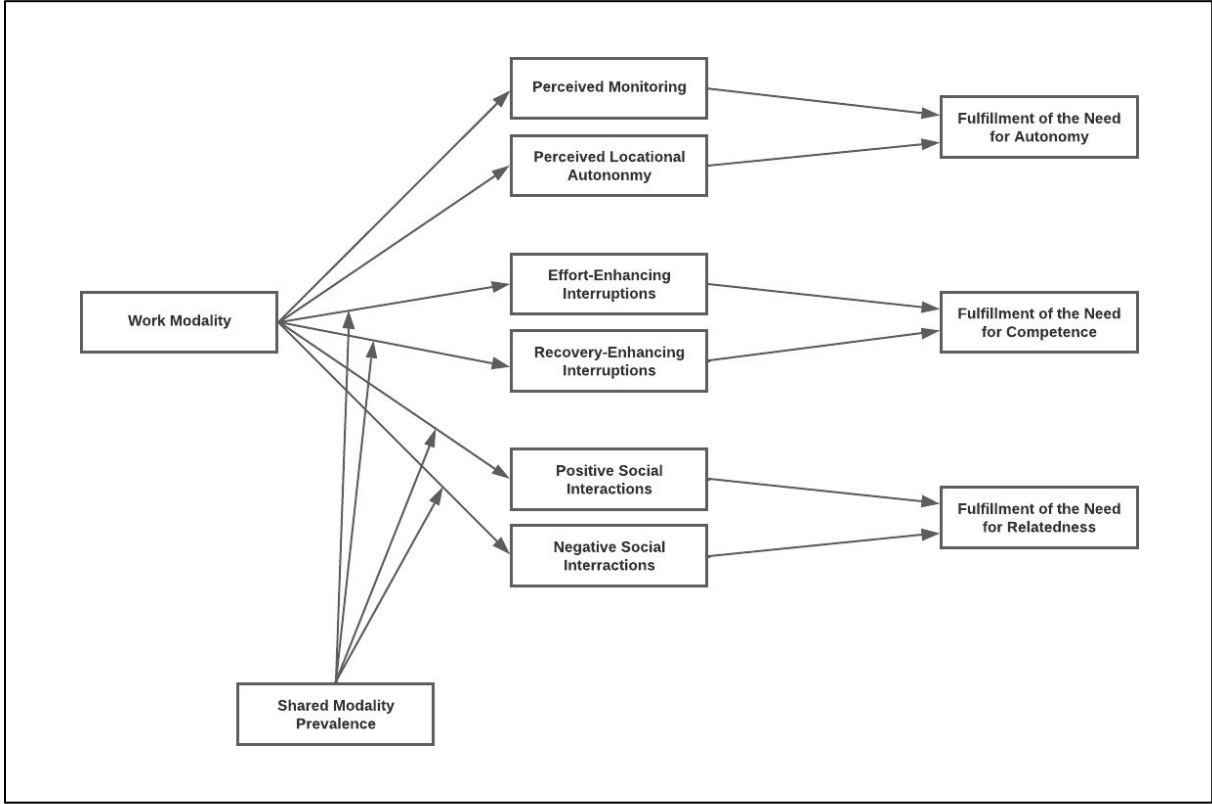 Perceived Monitoring
Fulfillment of the Need
for Autonomy
Perceived Locational
Autononmy
Effort-Enhancing
Interruptions
Work Modality
Fulfillment of the Need
for Competence
Recovery-Enhancing
Interruptions
Positive Social
Interactions
Fulfillment of the Need
for Relatedness
Negative Social
Interractions
Shared Modality
Prevalence